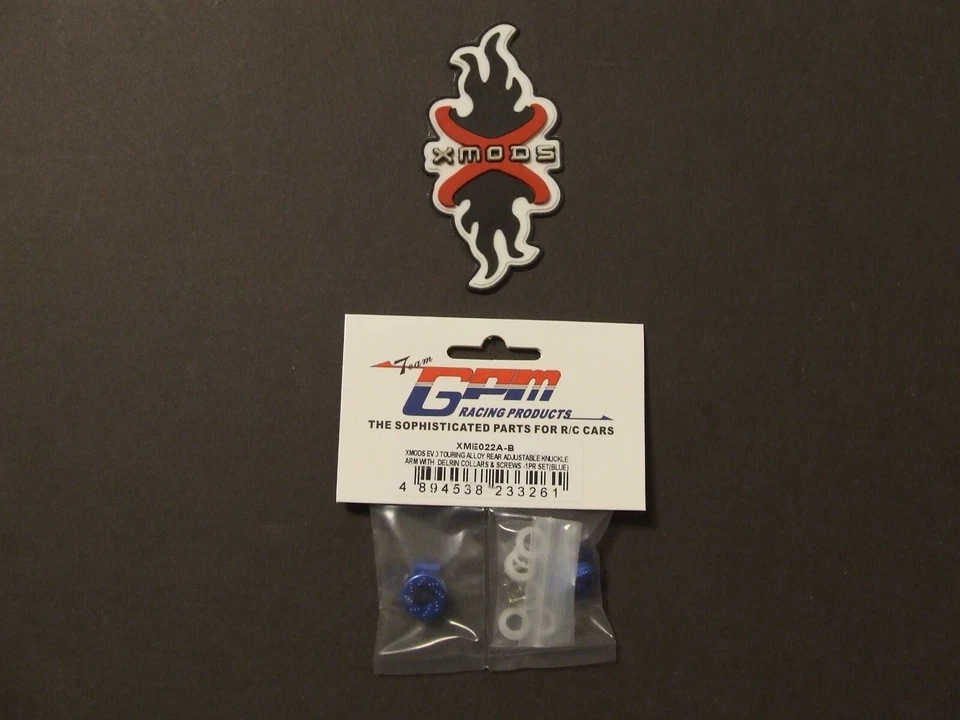 XMODS
Team
GPM
RACING PRODUCTS
THE SOPHISTICATED PARTS FOR R/C CARS
XME022A-B
XMODS EVO TOURING ALLOY REAR ADJUSTABLE KNUCKLE
ARM WITH DELRIN COLLARS & SCREWS -1PR SET(BLUE)
4 894538 233261